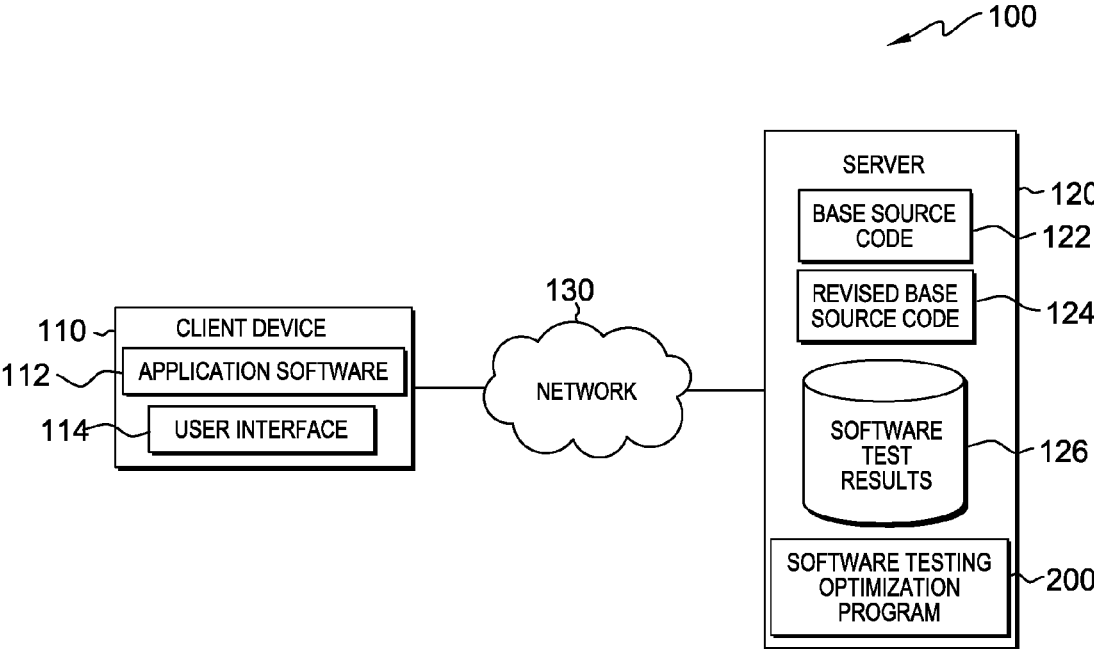 100
SERVER
120
BASE SOURCE
CODE
122
REVISED BASE
SOURCE CODE
124
130
110
CLIENT DEVICE
112
APPLICATION SOFTWARE
NETWORK
114
USER INTERFACE
SOFTWARE
TEST
RESULTS
126
SOFTWARE TESTING
OPTIMIZATION
PROGRAM
200